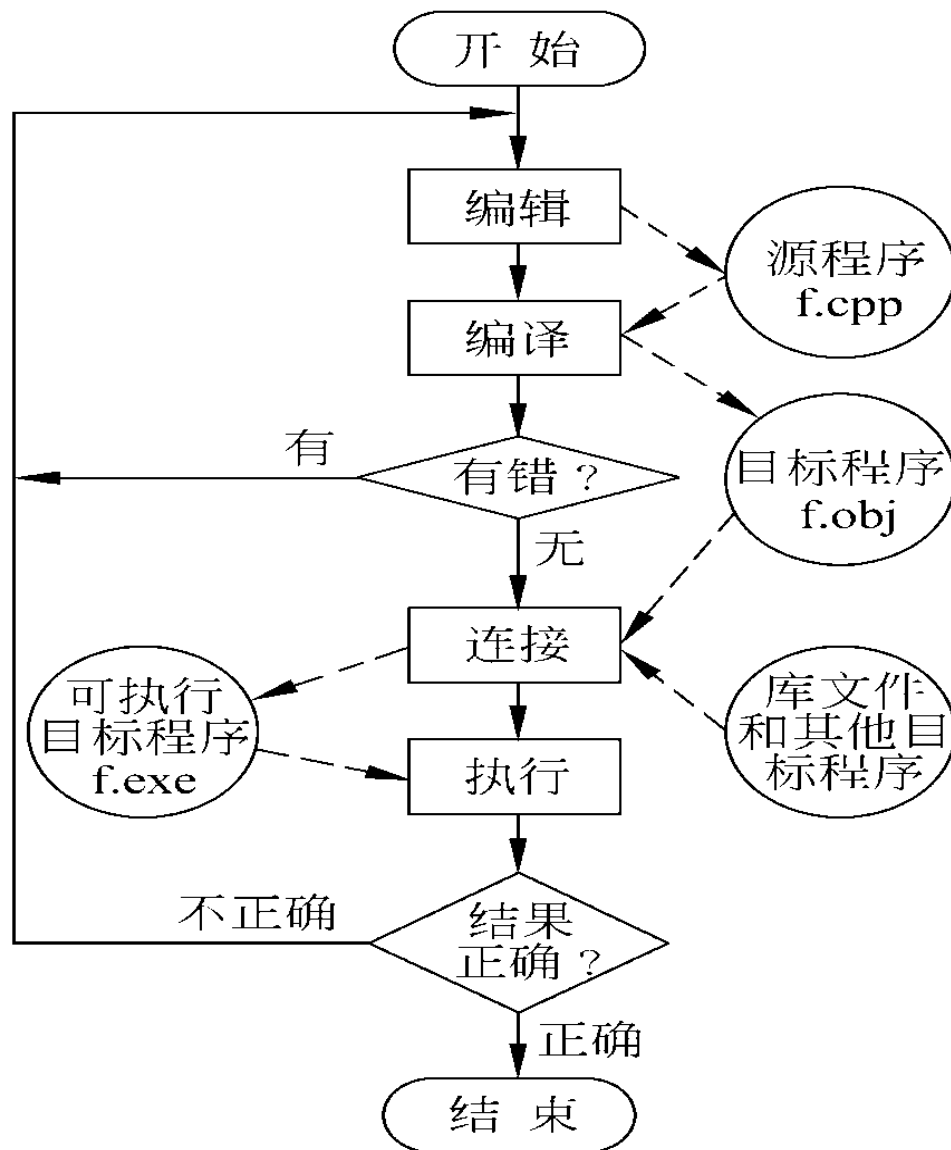 开 始
编辑
源程序
f.cpp
编译
有
有错？
目标程序
f.obj
无
连接
可执行
目标程序
f.exe
库文件
和其他目
标程序
执行
不正确
结果
正确？
正确
结 束